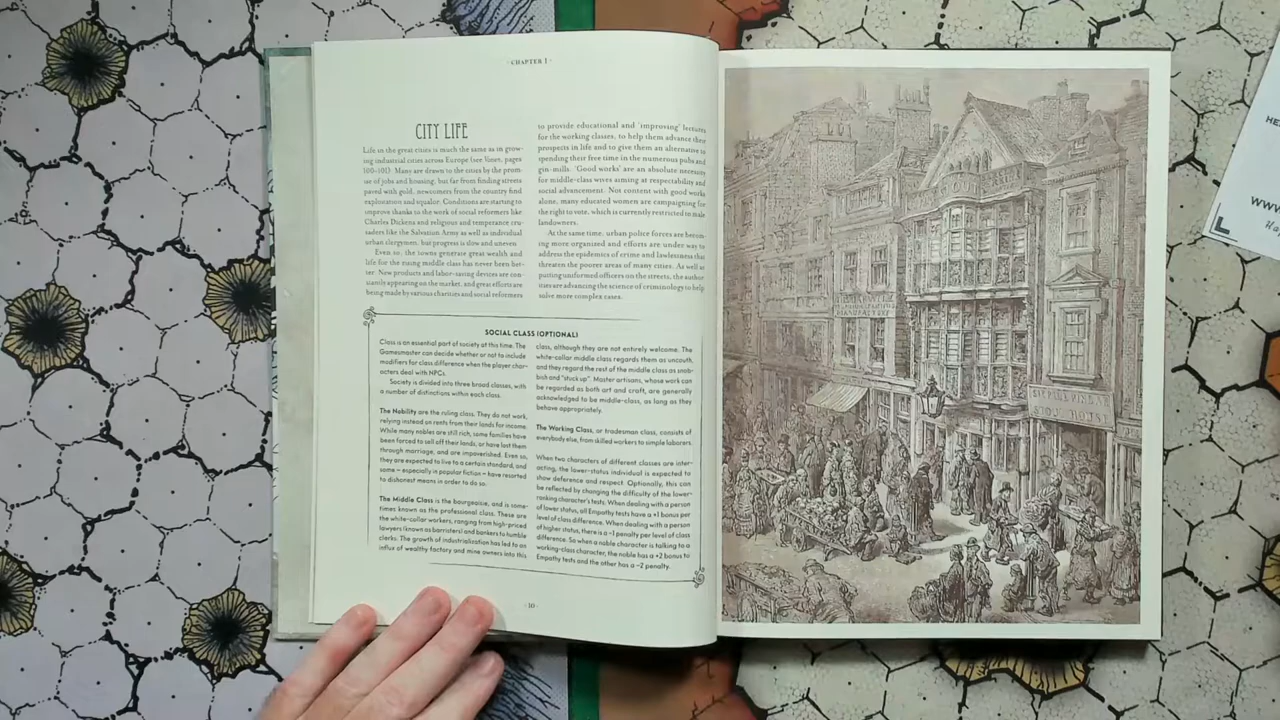 · CHAPTER I ·
CITY LIFE
Life in the great cities is much the same as in grow-
ing industrial cities across Europe (see Vaesen, pages
100–101). Many are drawn to the cities by the prom-
ise of jobs and housing, but far from finding streets
paved with gold, newcomers from the country find
exploitation and squalor. Conditions are starting to
improve thanks to the work of social reformers like
Charles Dickens and religious and temperance cru-
saders like the Salvation Army as well as individual
urban clergymen, but progress is slow and uneven.
Even so, the towns generate great wealth and
life for the rising middle class has never been bet-
ter. New products and labor-saving devices are con-
stantly appearing on the market, and great efforts are
being made by various charities and social reformers
to provide educational and 'improving' lectures
for the working classes, to help them advance their
prospects in life and to give them an alternative to
spending their free time in the numerous pubs and
gin-mills. 'Good works' are an absolute necessity
for middle-class wives aiming at respectability and
social advancement. Not content with good works
alone, many educated women are campaigning for
the right to vote, which is currently restricted to male
landowners.
At the same time, urban police forces are becom-
ing more organized and efforts are under way to
address the epidemics of crime and lawlessness that
threaten the poorer areas of many cities. As well as
putting uniformed officers on the streets, the author
ities are advancing the science of criminology to help
solve more complex cases.
SOCIAL CLASS (OPTIONAL)
Class is an essential part of society at this time. The
Gamesmaster can decide whether or not to include
modifiers for class difference when the player char-
acters deal with NPCs.
Society is divided into three broad classes, with
a number of distinctions within each class.
The Nobility are the ruling class. They do not work,
relying instead on rents from their lands for income.
While many nobles are still rich, some families have
been forced to sell off their lands, or have lost them
through marriage, and are impoverished. Even so,
they are expected to live to a certain standard, and
some – especially in popular fiction – have resorted
to dishonest means in order to do so.
The Middle Class is the bourgeoisie, and is some-
times known as the professional class. These are
the white-collar workers, ranging from high-priced
lawyers (known as barristers) and bankers to humble
clerks. The growth of industrialization has led to an
influx of wealthy factory and mine owners into this
class, although they are not entirely welcome. The
white-collar middle class regards them as uncouth,
and they regard the rest of the middle class as snob-
bish and "stuck up". Master artisans, whose work can
be regarded as both art and craft, are generally
acknowledged to be middle-class, as long as they
behave appropriately.
The Working Class, or tradesman class, consists of
everybody else, from skilled workers to simple laborers.
When two characters of different classes are inter-
acting, the lower-status individual is expected to
show deference and respect. Optionally, this can
be reflected by changing the difficulty of the lower-
ranking character's tests. When dealing with a person
of lower status, all Empathy tests have a +1 bonus per
level of class difference. When dealing with a person
of higher status, there is a –1 penalty per level of class
difference. So when a noble character is talking to a
working-class character, the noble has a +2 bonus to
Empathy tests and the other has a –2 penalty.
· 10 ·
HE
WWW